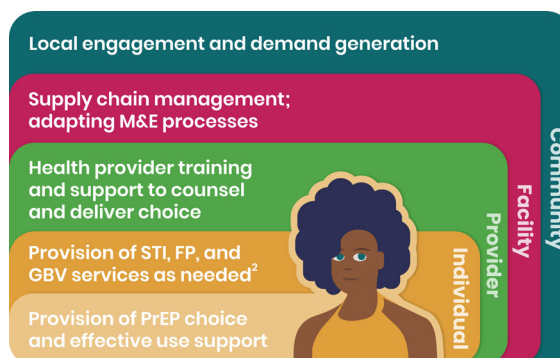 Local engagement and demand generation
Supply chain management;
adapting M&E processes
Health provider training
and support to counsel
and deliver choice
Provision of STI, FP, and
GBV services as needed²
Provision of PrEP choice
and effective use support
Individual
Provider
Facility
Community